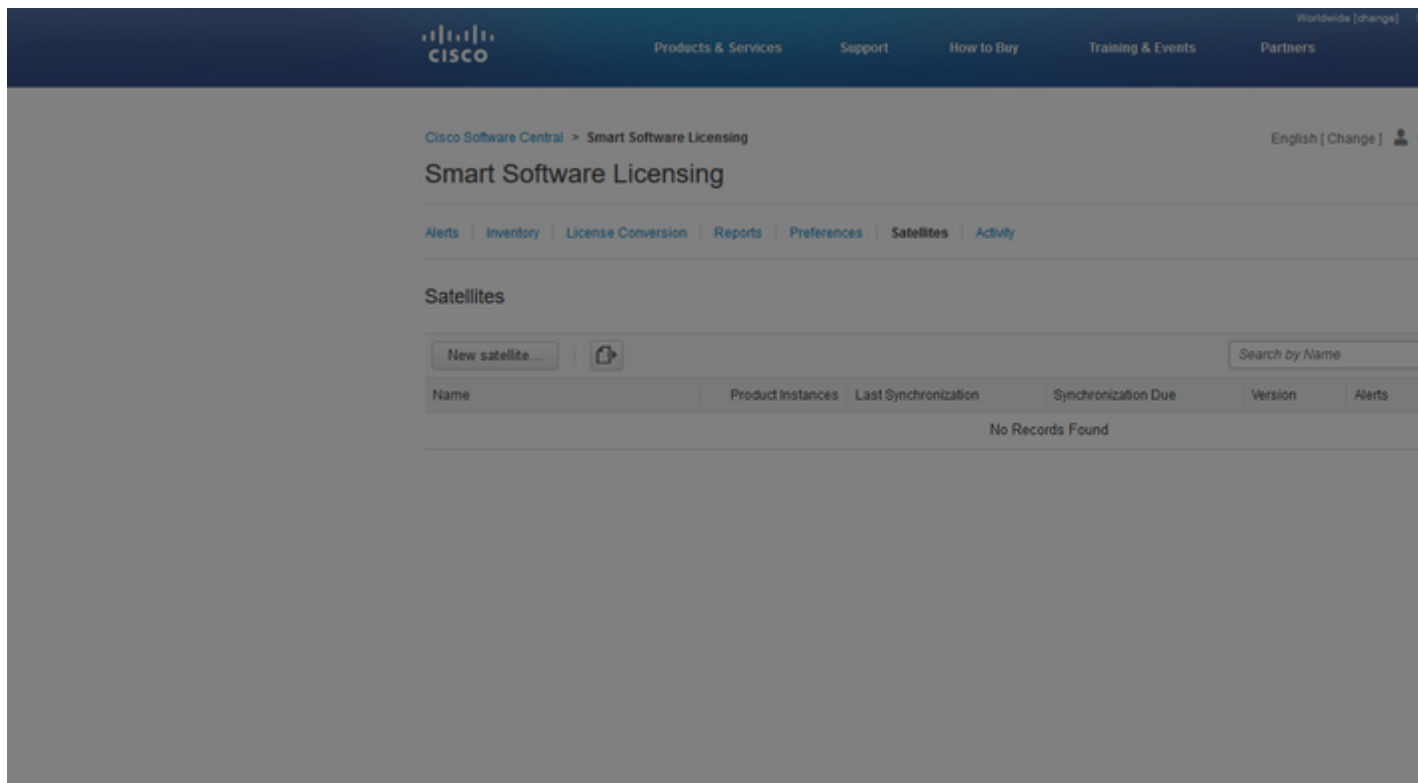 Worldwide [change]
CISCO
Products & Services Support How to Buy Training & Events Partners
Cisco Software Central > Smart Software Licensing
English [ Change ]
Smart Software Licensing
Alerts Inventory License Conversion Reports Preferences Satellites Activity
Satellites
New satellite...
Search by Name
Name Product Instances Last Synchronization Synchronization Due Version Alerts
No Records Found